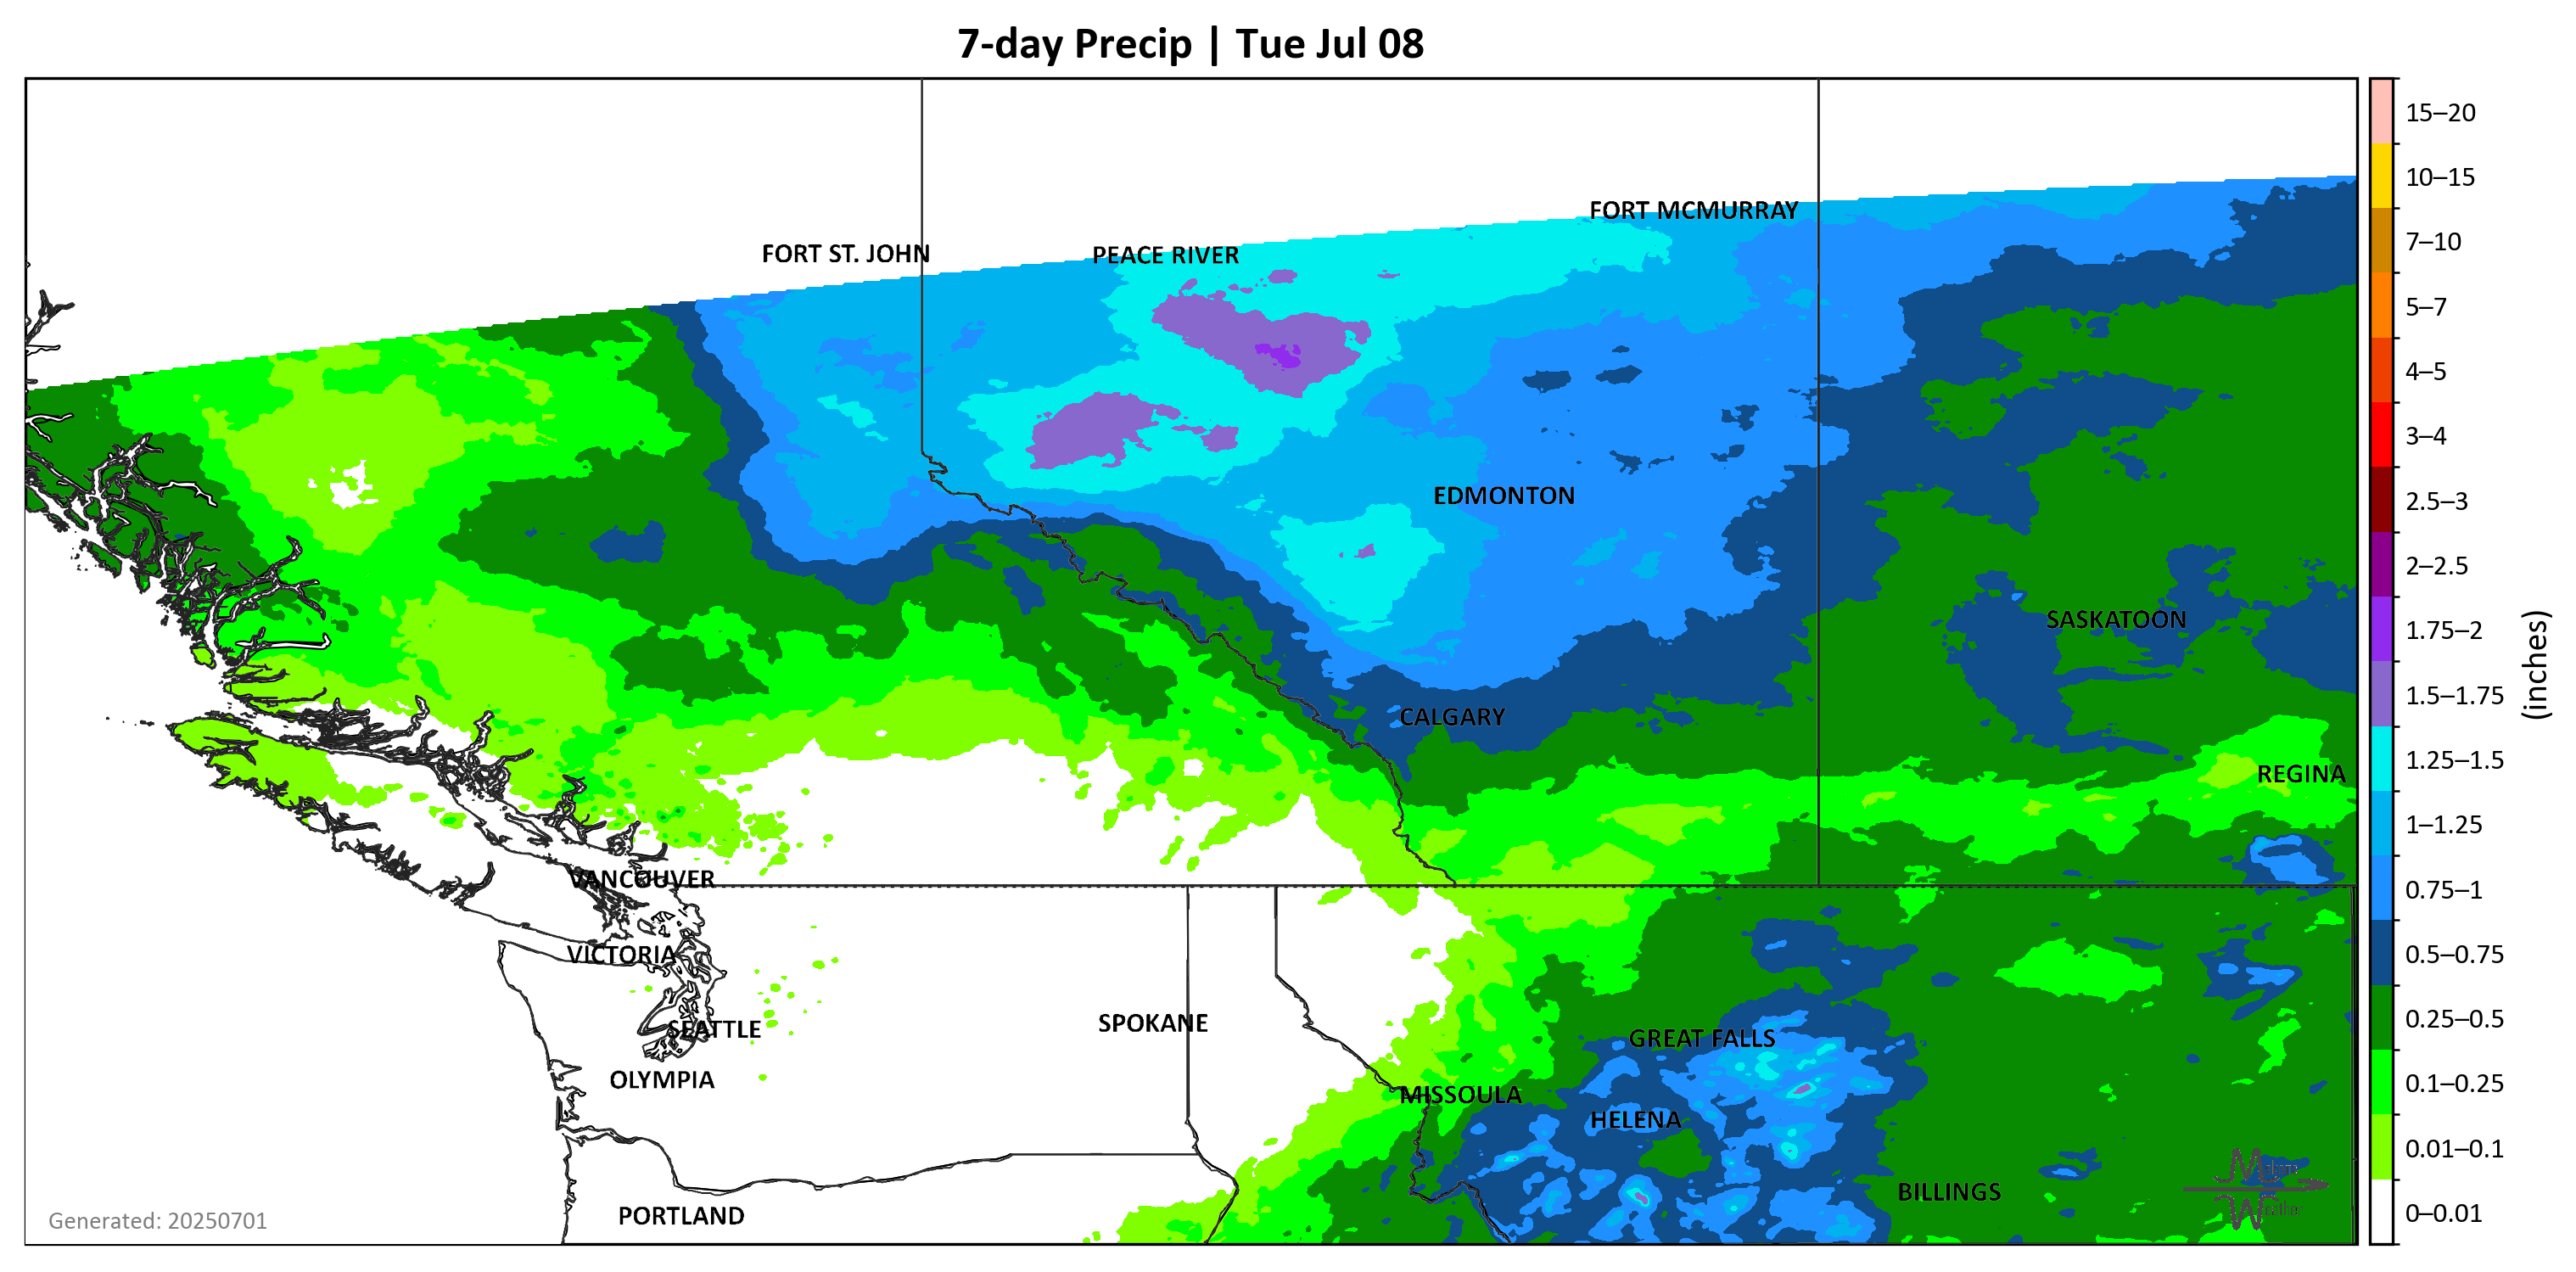 7-day Precip | Tue Jul 08
FORT MCMURRAY
FORT ST. JOHN
PEACE RIVER
EDMONTON
SASKATOON
CALGARY
REGINA
VANCOUVER
VICTORIA
SPOKANE
SEATTLE
GREAT FALLS
OLYMPIA
MISSOULA
HELENA
BILLINGS
PORTLAND
Generated: 20250701
15–20
10–15
7–10
5–7
4–5
3–4
2.5–3
2–2.5
1.75–2
1.5–1.75
1.25–1.5
1–1.25
0.75–1
0.5–0.75
0.25–0.5
0.1–0.25
0.01–0.1
0–0.01
(inches)